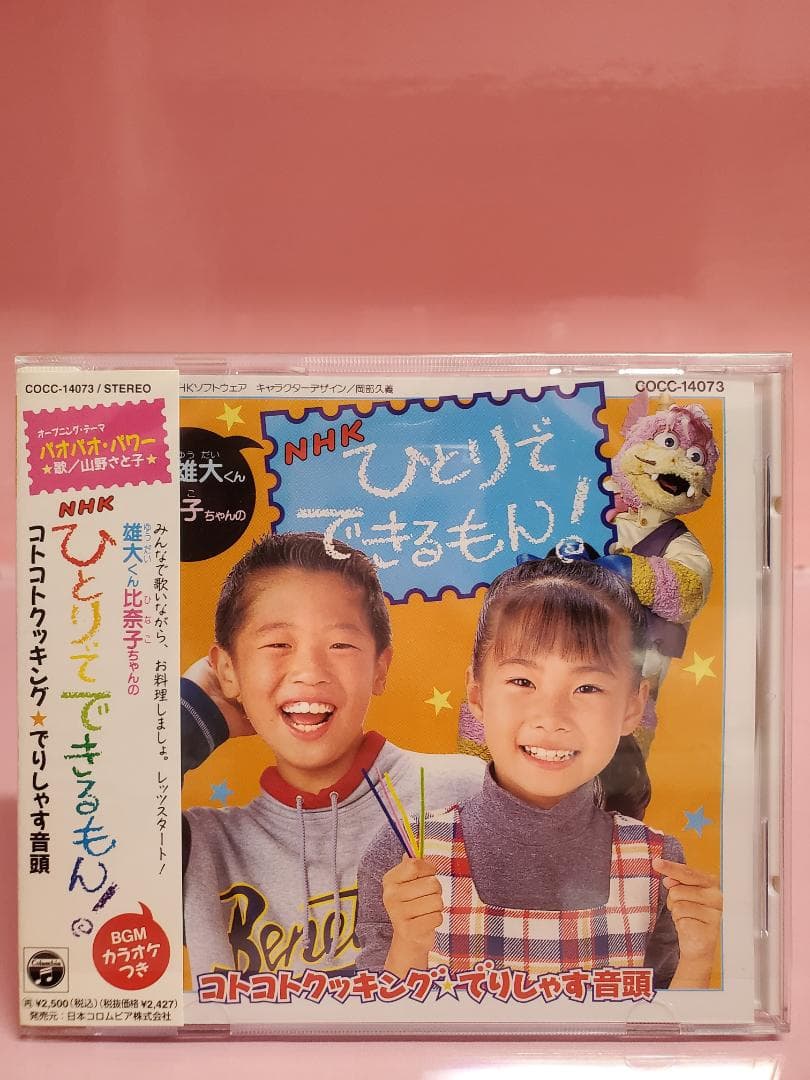 COCC-14073 / STEREO
オープニング・テーマ
パオパオ・パワー
★歌／山野さと子★
NHK
ひとりでできるもん!。
ゆうだい ひなこ
雄大くん比奈子ちゃんの
コトコトクッキング★でりしゃす音頭
みんなで歌いながら、お料理しましょ。レッツスタート!
BGM
カラオケ
つき
Columbia
再 ¥2,500(税込)(税抜価格¥2,427)
発売元：日本コロムビア株式会社
HKソフトウェア キャラクターデザイン／岡部久義
COCC-14073
ゆう だい
雄大くん
こ
子ちゃんの
NHK
ひとりで
できるもん!
コトコトクッキング★でりしゃす音頭